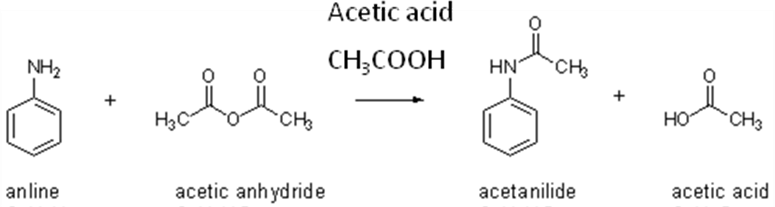 Acetic acid
CH₃COOH
NH₂
+
O
O
H₃C
O
CH₃
O
HN
CH₃
+
O
HO
CH₃
anline
acetic anhydride
acetanilide
acetic acid